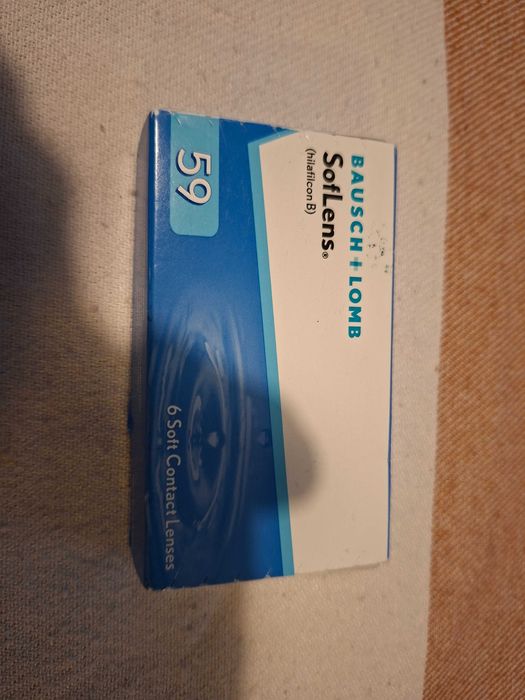 BAUSCH + LOMB
SofLens®
(hilafilcon B)
59
6 Soft Contact Lenses